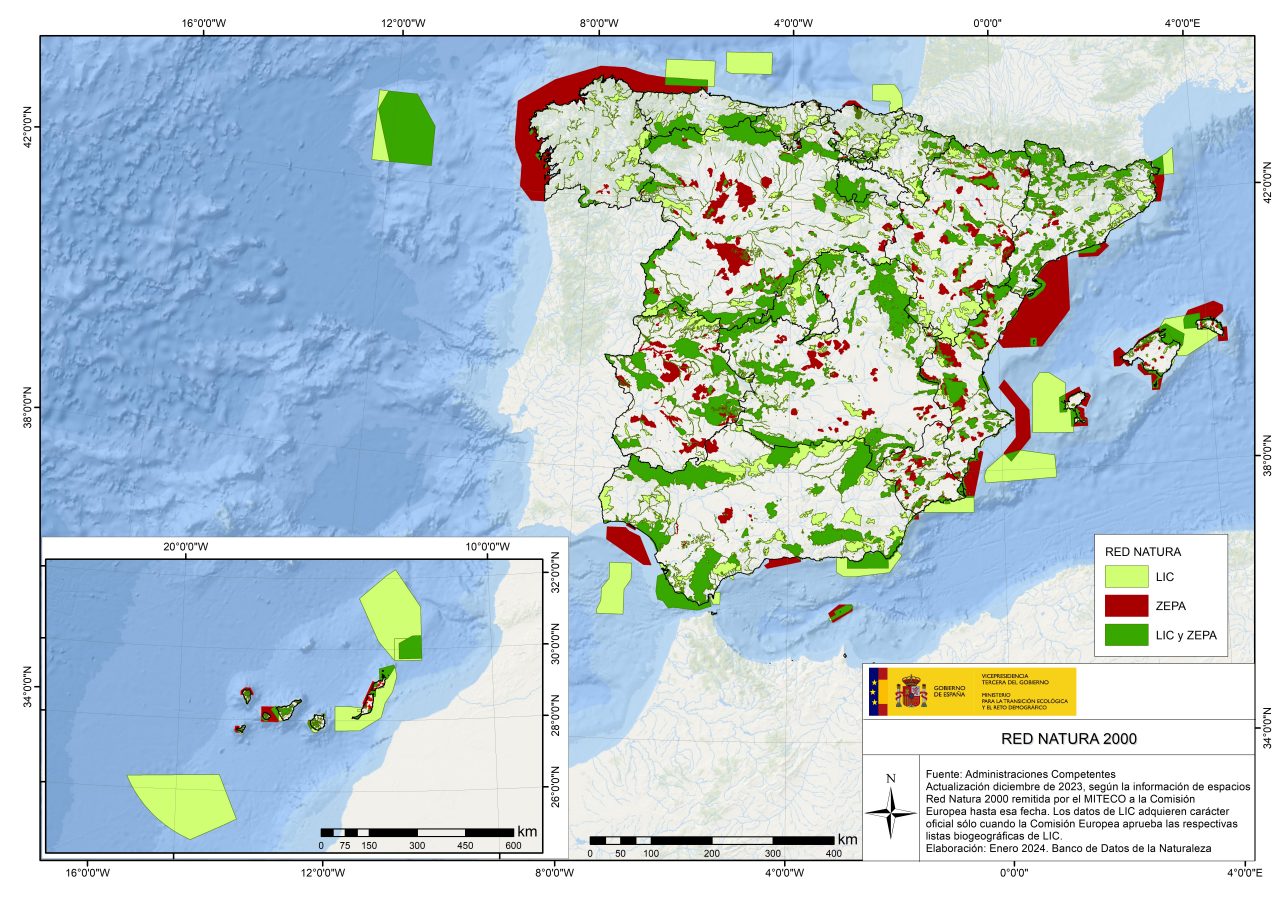 16°0'0"W
12°0'0"W
8°0'0"W
4°0'0"W
0°0'0"
4°0'0"E
42°0'0"N
42°0'0"N
38°0'0"N
38°0'0"N
34°0'0"N
34°0'0"N
20°0'0"W
10°0'0"W
32°0'0"N
30°0'0"N
28°0'0"N
26°0'0"N
km
0 75 150 300 450 600
km
0 50 100 200 300 400
RED NATURA
LIC
ZEPA
LIC y ZEPA
GOBIERNO
DE ESPAÑA
VICEPRESIDENCIA
TERCERA DEL GOBIERNO
MINISTERIO
PARA LA TRANSICIÓN ECOLÓGICA
Y EL RETO DEMOGRÁFICO
RED NATURA 2000
N
Fuente: Administraciones Competentes
Actualización diciembre de 2023, según la información de espacios
Red Natura 2000 remitida por el MITECO a la Comisión
Europea hasta esa fecha. Los datos de LIC adquieren carácter
oficial sólo cuando la Comisión Europea aprueba las respectivas
listas biogeográficas de LIC.
Elaboración: Enero 2024. Banco de Datos de la Naturaleza
16°0'0"W
12°0'0"W
8°0'0"W
4°0'0"W
0°0'0"
4°0'0"E